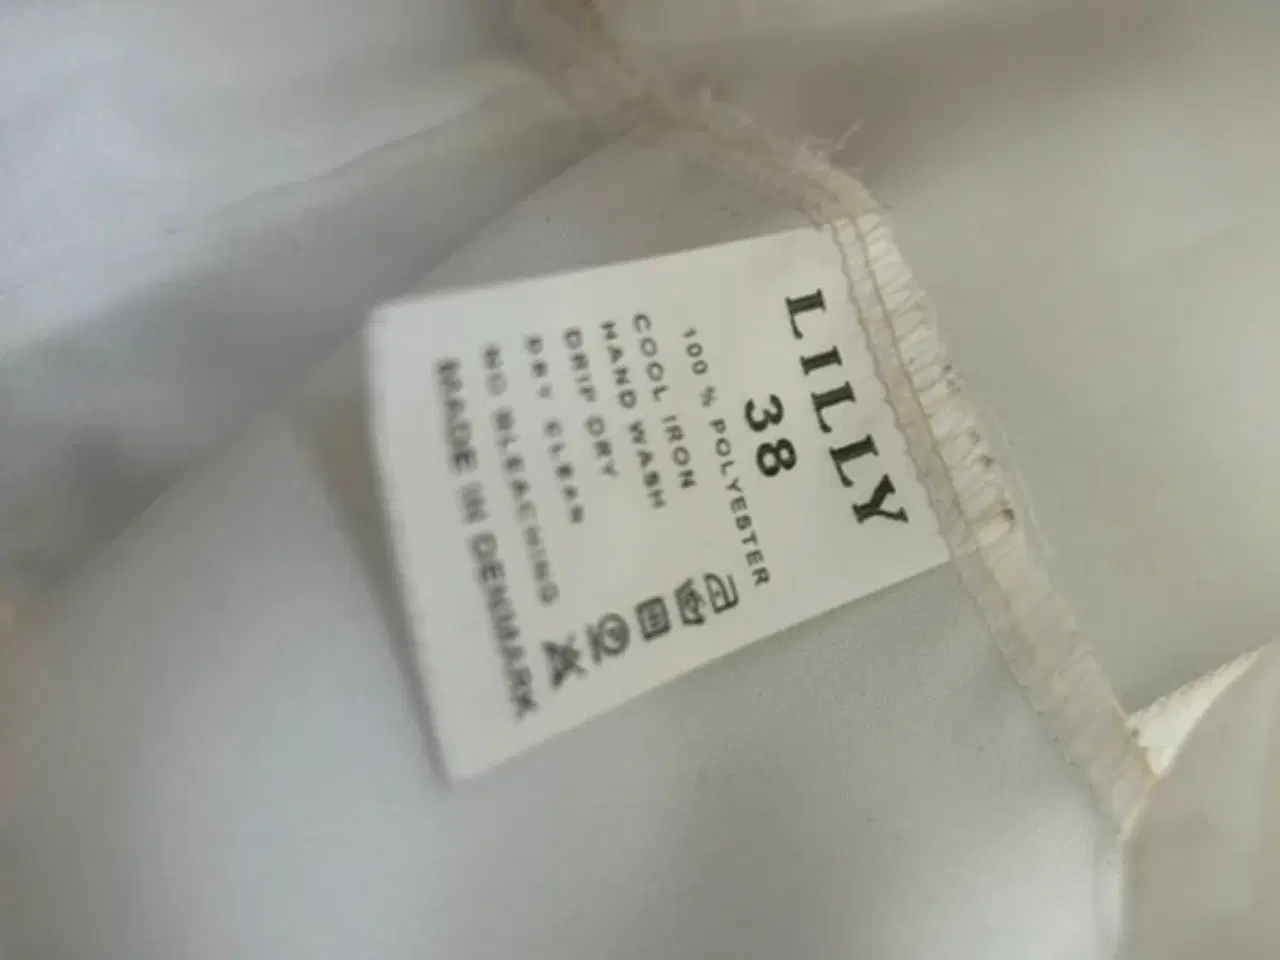 LILLY
38
100 % POLYESTER
COOL IRON
HAND WASH
DRIP DRY
DRY CLEAN
NO BLEACHING
MADE IN DENMARK